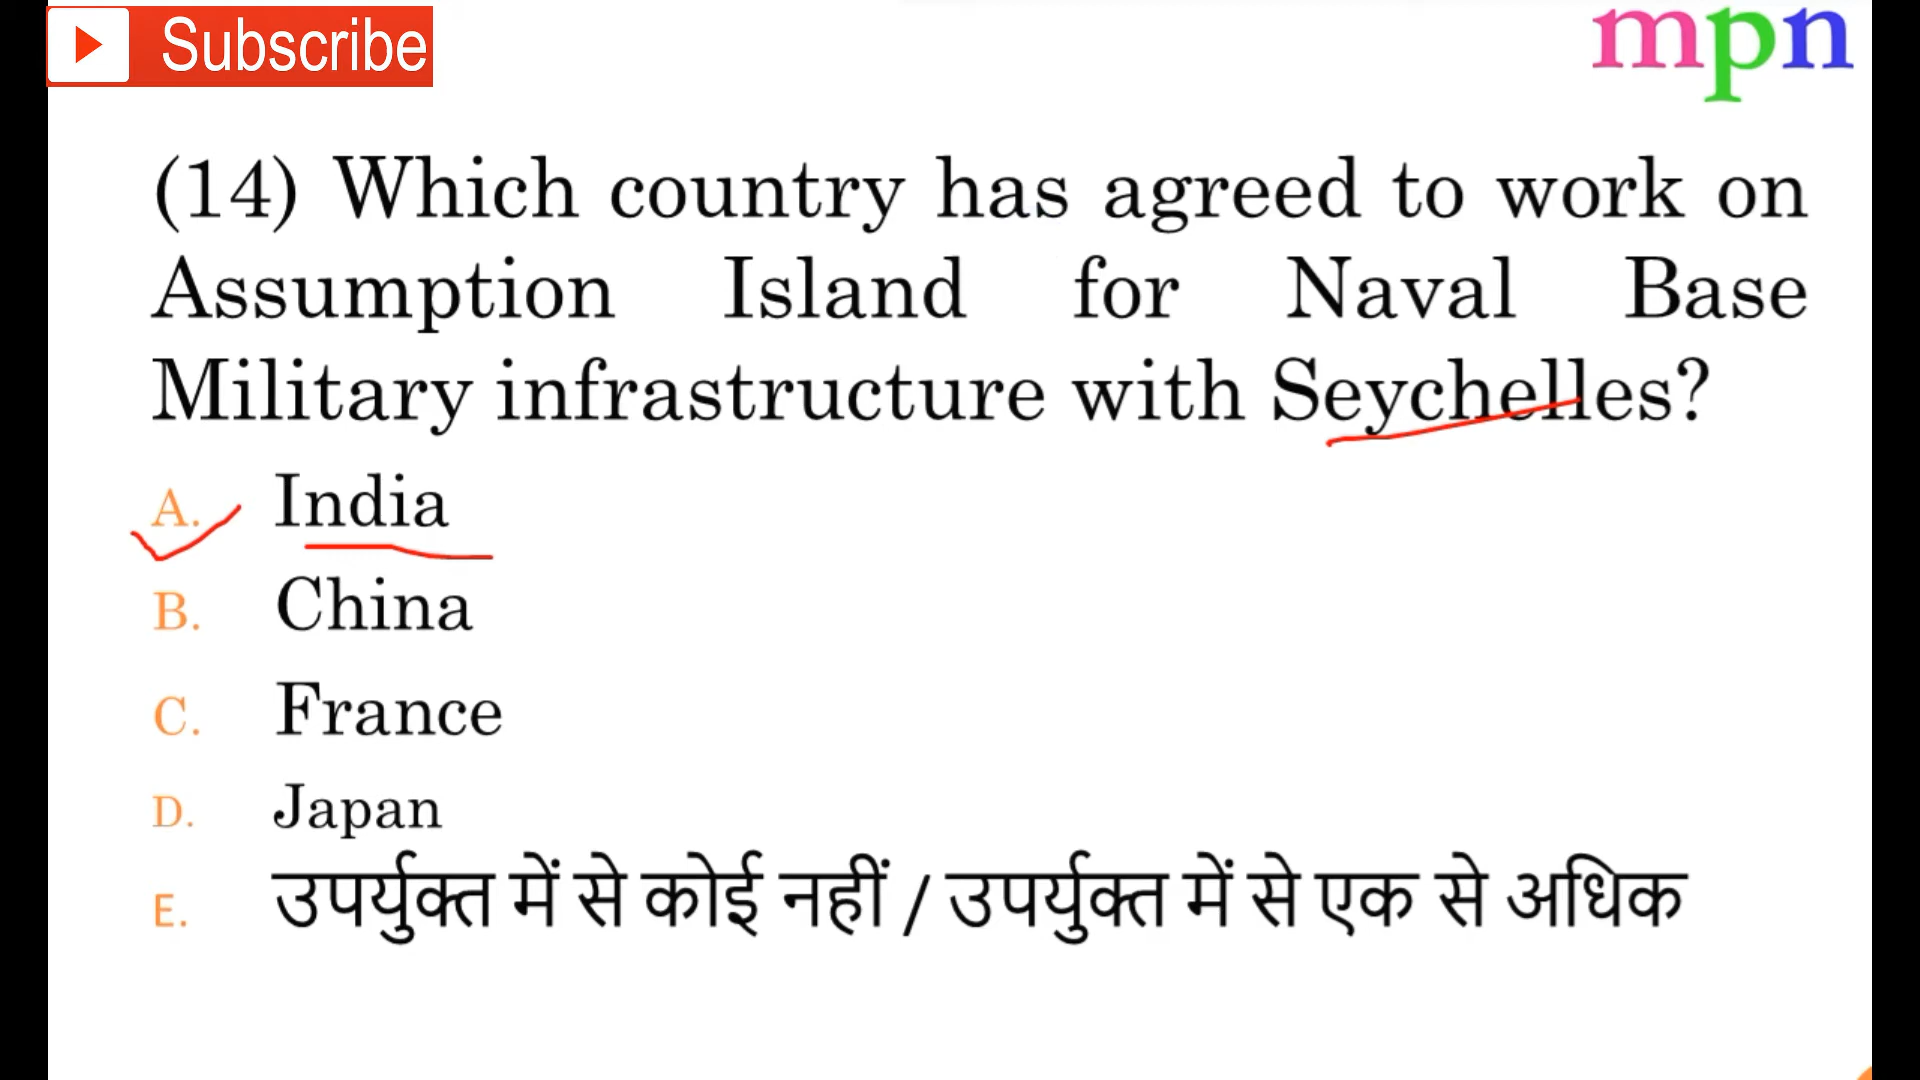 Subscribe
mpn
(14) Which country has agreed to work on
Assumption Island for Naval Base
Military infrastructure with Seychelles?
A. India
B. China
C. France
D. Japan
E. उपर्युक्त में से कोई नहीं / उपर्युक्त में से एक से अधिक